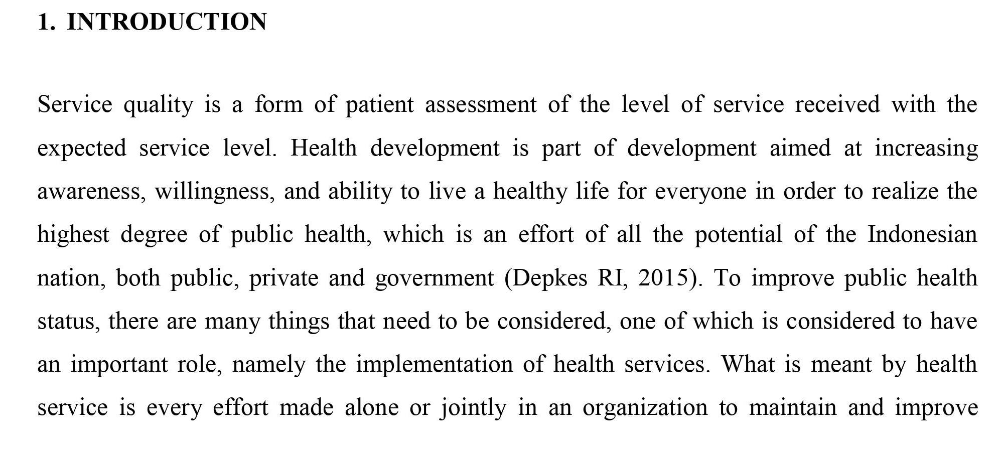 1. INTRODUCTION
Service quality is a form of patient assessment of the level of service received with the
expected service level. Health development is part of development aimed at increasing
awareness, willingness, and ability to live a healthy life for everyone in order to realize the
highest degree of public health, which is an effort of all the potential of the Indonesian
nation, both public, private and government (Depkes RI, 2015). To improve public health
status, there are many things that need to be considered, one of which is considered to have
an important role, namely the implementation of health services. What is meant by health
service is every effort made alone or jointly in an organization to maintain and improve